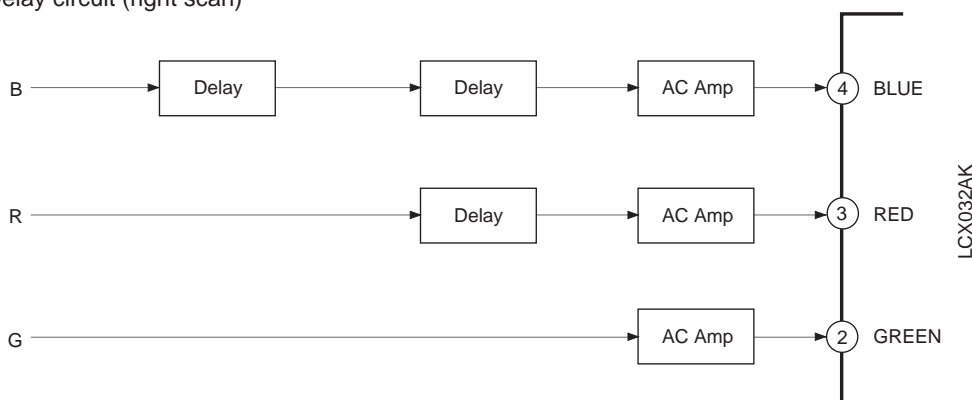 elay circuit (right scan)
B Delay Delay AC Amp 4 BLUE
R Delay AC Amp 3 RED
G AC Amp 2 GREEN
LCX032AK